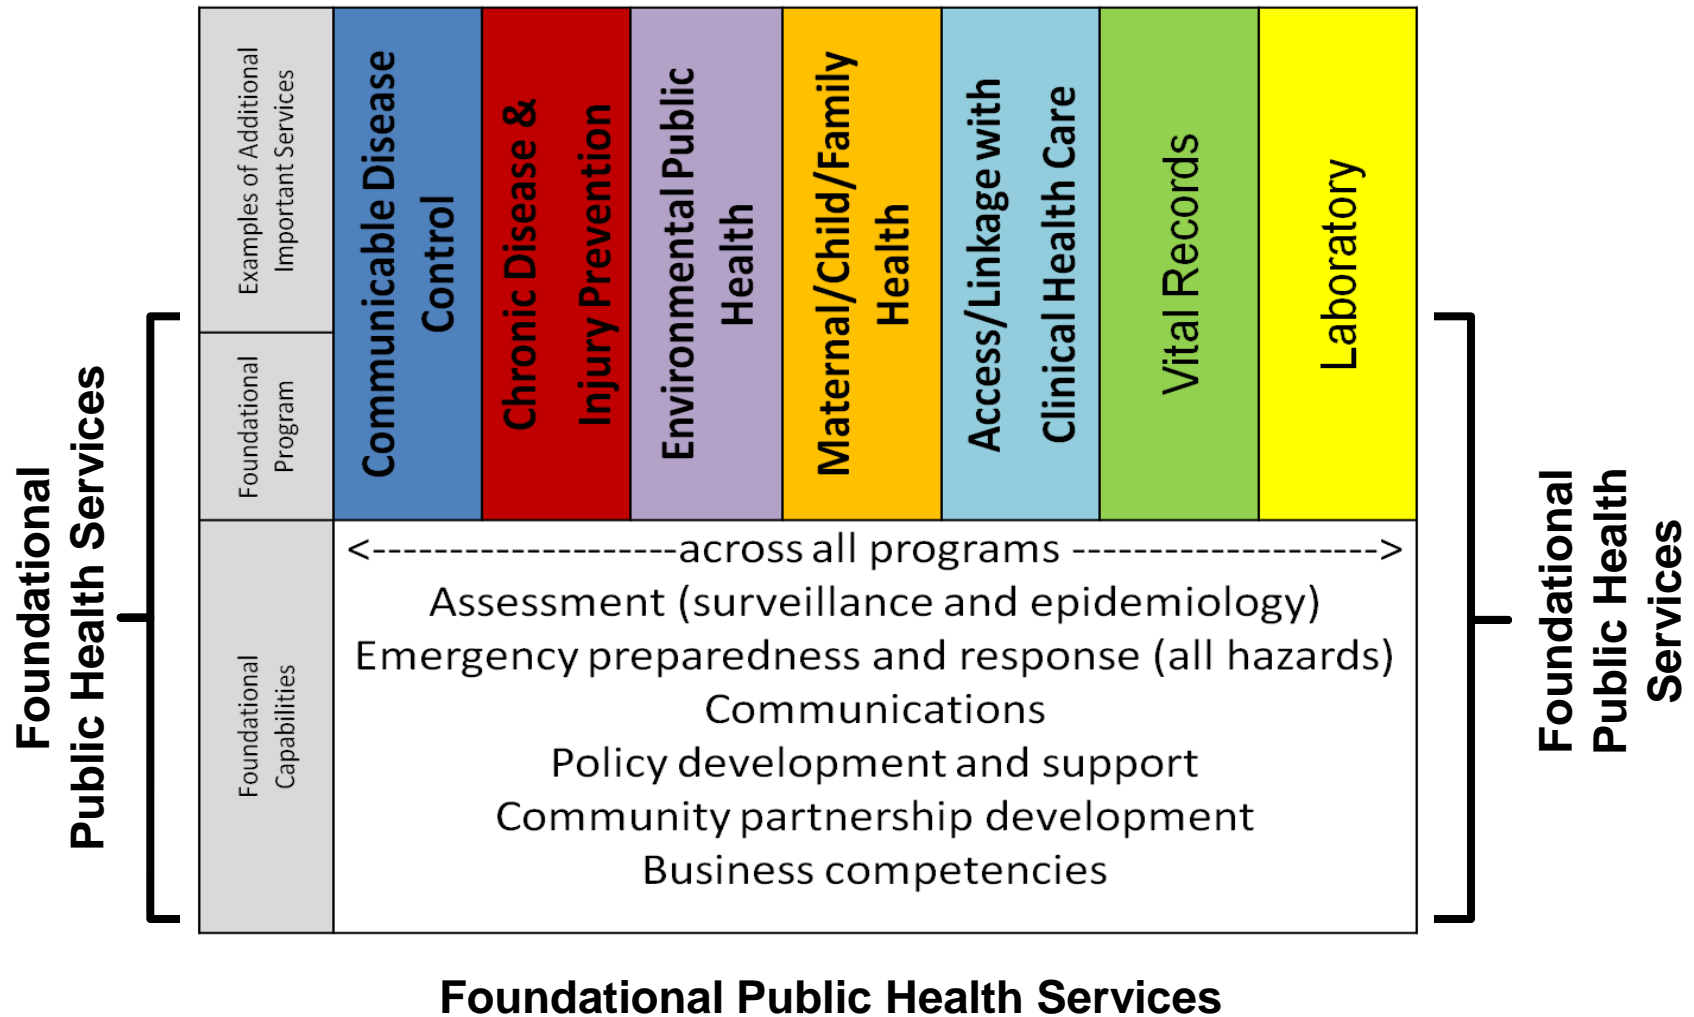 Foundational
Public Health Services
Examples of Additional
Important Services
Foundational
Program
Foundational
Capabilities
Communicable Disease
Control
Chronic Disease &
Injury Prevention
Environmental Public
Health
Maternal/Child/Family
Health
Access/Linkage with
Clinical Health Care
Vital Records
Laboratory
<--------------------across all programs -------------------->
Assessment (surveillance and epidemiology)
Emergency preparedness and response (all hazards)
Communications
Policy development and support
Community partnership development
Business competencies
Foundational
Public Health
Services
Foundational Public Health Services